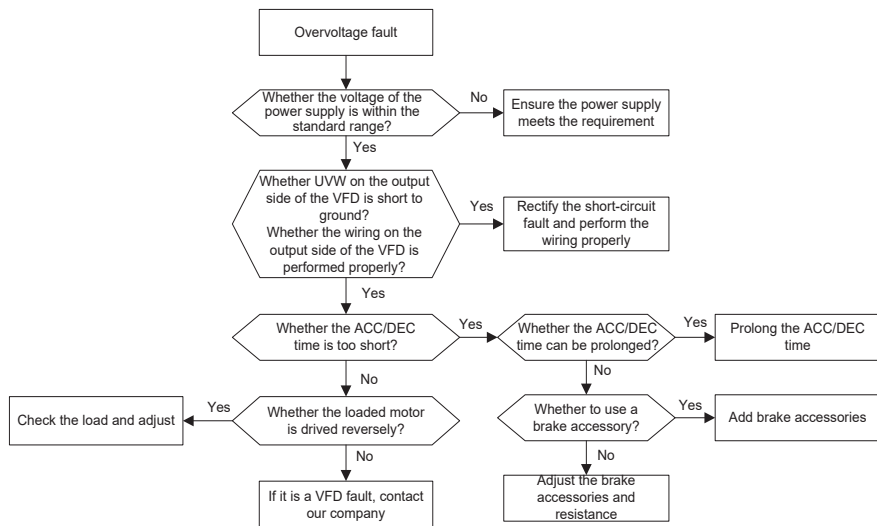 Overvoltage fault
Whether the voltage of the
power supply is within the
standard range?
No
Ensure the power supply
meets the requirement
Yes
Whether UVW on the output
side of the VFD is short to
ground?
Whether the wiring on the
output side of the VFD is
performed properly?
Yes
Rectify the short-circuit
fault and perform the
wiring properly
Yes
Whether the ACC/DEC
time is too short?
Yes
Whether the ACC/DEC
time can be prolonged?
Yes
Prolong the ACC/DEC
time
No
No
Check the load and adjust
Yes
Whether the loaded motor
is drived reversely?
Whether to use a
brake accessory?
Yes
Add brake accessories
No
No
If it is a VFD fault, contact
our company
Adjust the brake
accessories and
resistance